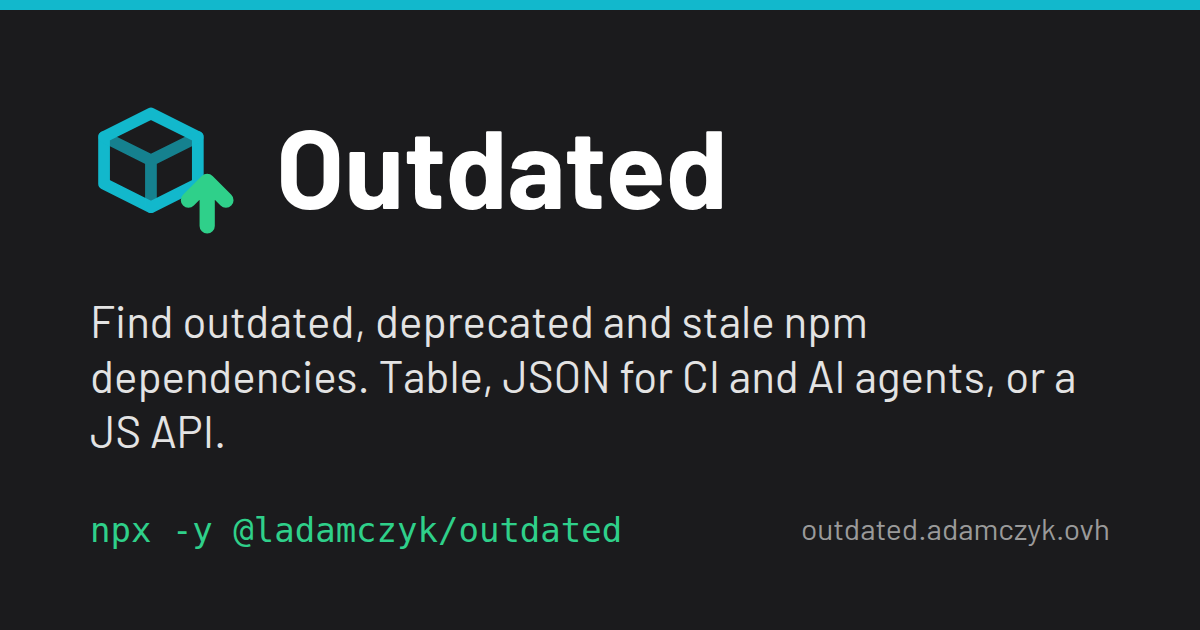 Outdated
Find outdated, deprecated and stale npm
dependencies. Table, JSON for CI and AI agents, or a
JS API.
npx -y @ladamczyk/outdated
outdated.adamczyk.ovh